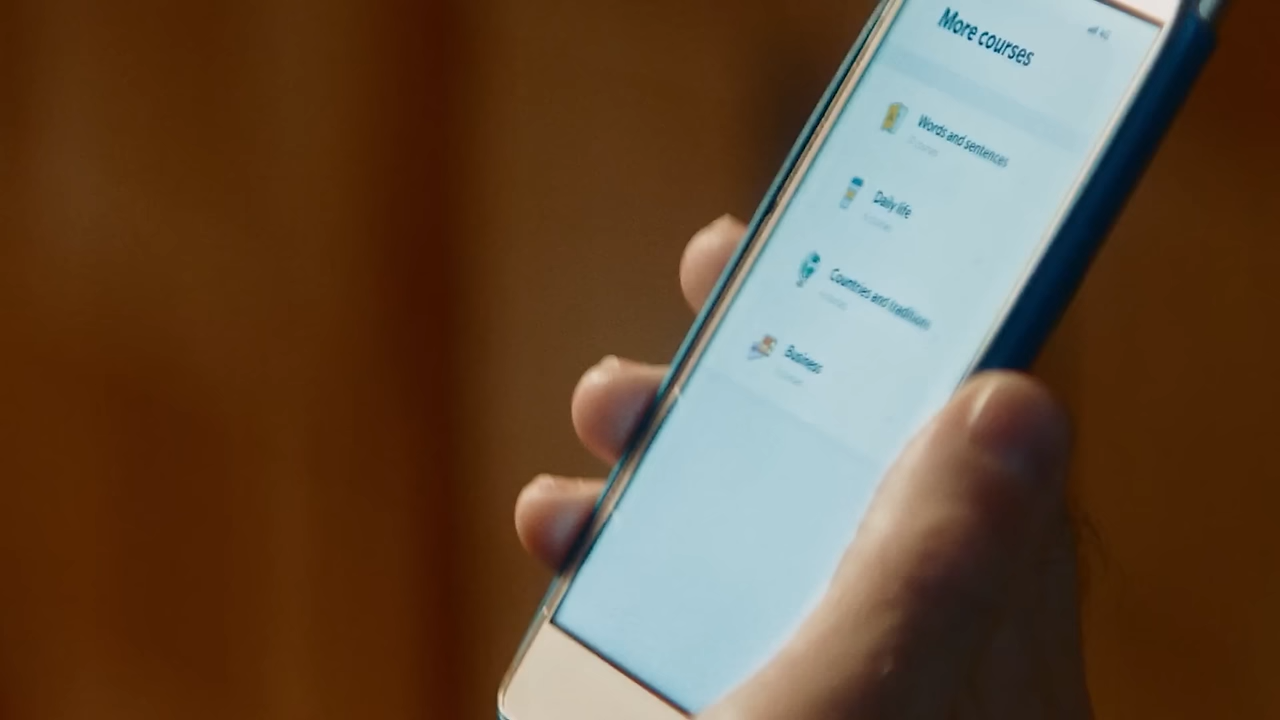 More courses
Words and sentences
Daily life
Countries and traditions
Business